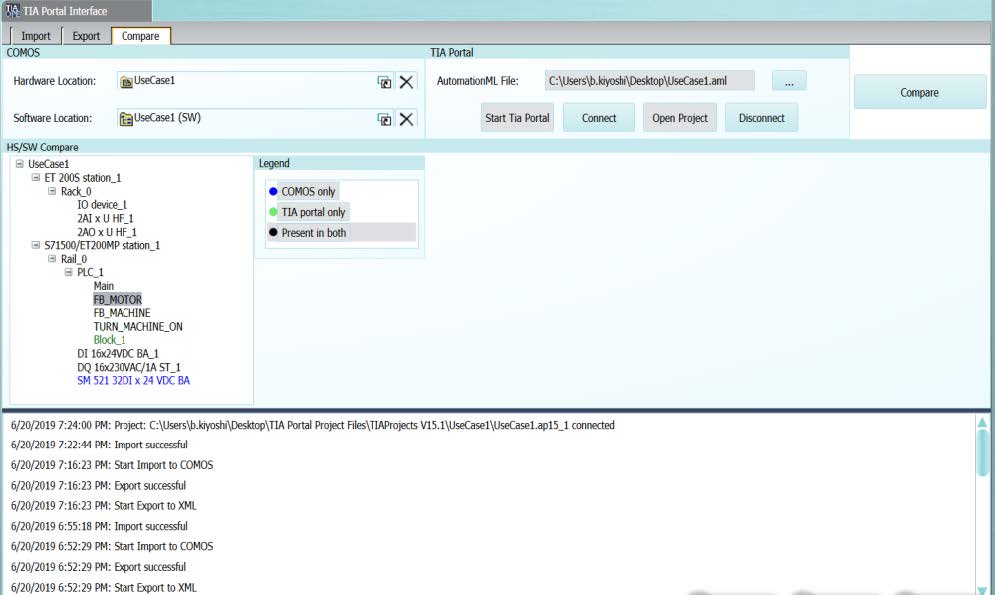 TIA Portal Interface
Import Export Compare
COMOS TIA Portal
Hardware Location: UseCase1 AutomationML File: C:\Users\b.kiyoshi\Desktop\UseCase1.aml ... Compare
Software Location: UseCase1 (SW) Start Tia Portal Connect Open Project Disconnect
HS/SW Compare
UseCase1
ET 200S station_1
Rack_0
IO device_1
2AI x U HF_1
2AO x U HF_1
S71500/ET200MP station_1
Rail_0
PLC_1
Main
FB_MOTOR
FB_MACHINE
TURN_MACHINE_ON
Block_1
DI 16x24VDC BA_1
DQ 16x230VAC/1A ST_1
SM 521 32DI x 24 VDC BA
Legend
COMOS only
TIA portal only
Present in both
6/20/2019 7:24:00 PM: Project: C:\Users\b.kiyoshi\Desktop\TIA Portal Project Files\TIAProjects V15.1\UseCase1\UseCase1.ap15_1 connected
6/20/2019 7:22:44 PM: Import successful
6/20/2019 7:16:23 PM: Start Import to COMOS
6/20/2019 7:16:23 PM: Export successful
6/20/2019 7:16:23 PM: Start Export to XML
6/20/2019 6:55:18 PM: Import successful
6/20/2019 6:52:29 PM: Start Import to COMOS
6/20/2019 6:52:29 PM: Export successful
6/20/2019 6:52:29 PM: Start Export to XML